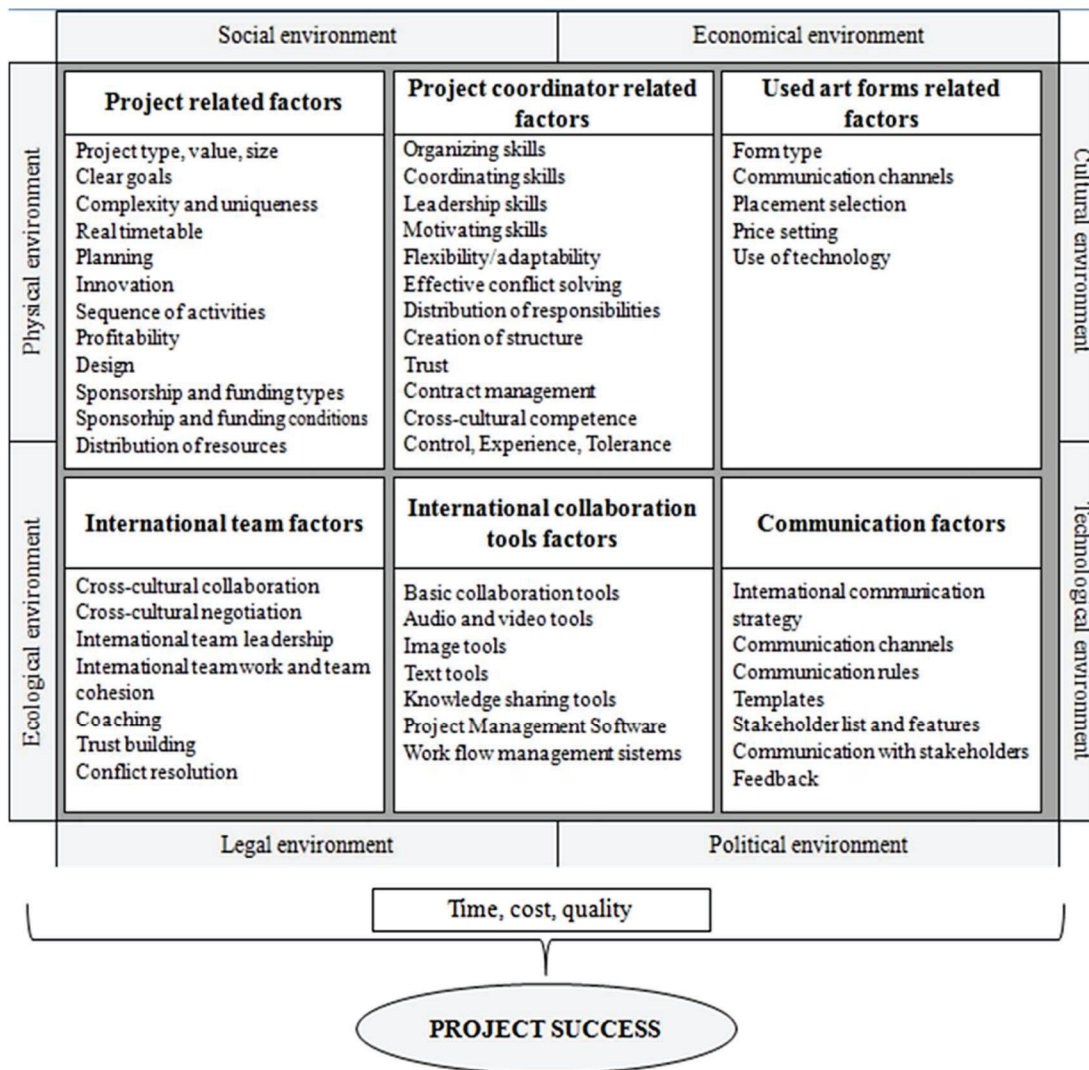 Social environment
Economical environment
Physical environment
Ecological environment
Project related factors
Project type, value, size
Clear goals
Complexity and uniqueness
Real timetable
Planning
Innovation
Sequence of activities
Profitability
Design
Sponsorship and funding types
Sponsorhip and funding conditions
Distribution of resources
Project coordinator related
factors
Organizing skills
Coordinating skills
Leadership skills
Motivating skills
Flexibility/adaptability
Effective conflict solving
Distribution of responsibilities
Creation of structure
Trust
Contract management
Cross-cultural competence
Control, Experience, Tolerance
Used art forms related
factors
Form type
Communication channels
Placement selection
Price setting
Use of technology
Cultural environment
Technological environment
International team factors
Cross-cultural collaboration
Cross-cultural negotiation
International team leadership
International teamwork and team
cohesion
Coaching
Trust building
Conflict resolution
International collaboration
tools factors
Basic collaboration tools
Audio and video tools
Image tools
Text tools
Knowledge sharing tools
Project Management Software
Work flow management sistems
Communication factors
International communication
strategy
Communication channels
Communication rules
Templates
Stakeholder list and features
Communication with stakeholders
Feedback
Legal environment
Political environment
Time, cost, quality
PROJECT SUCCESS